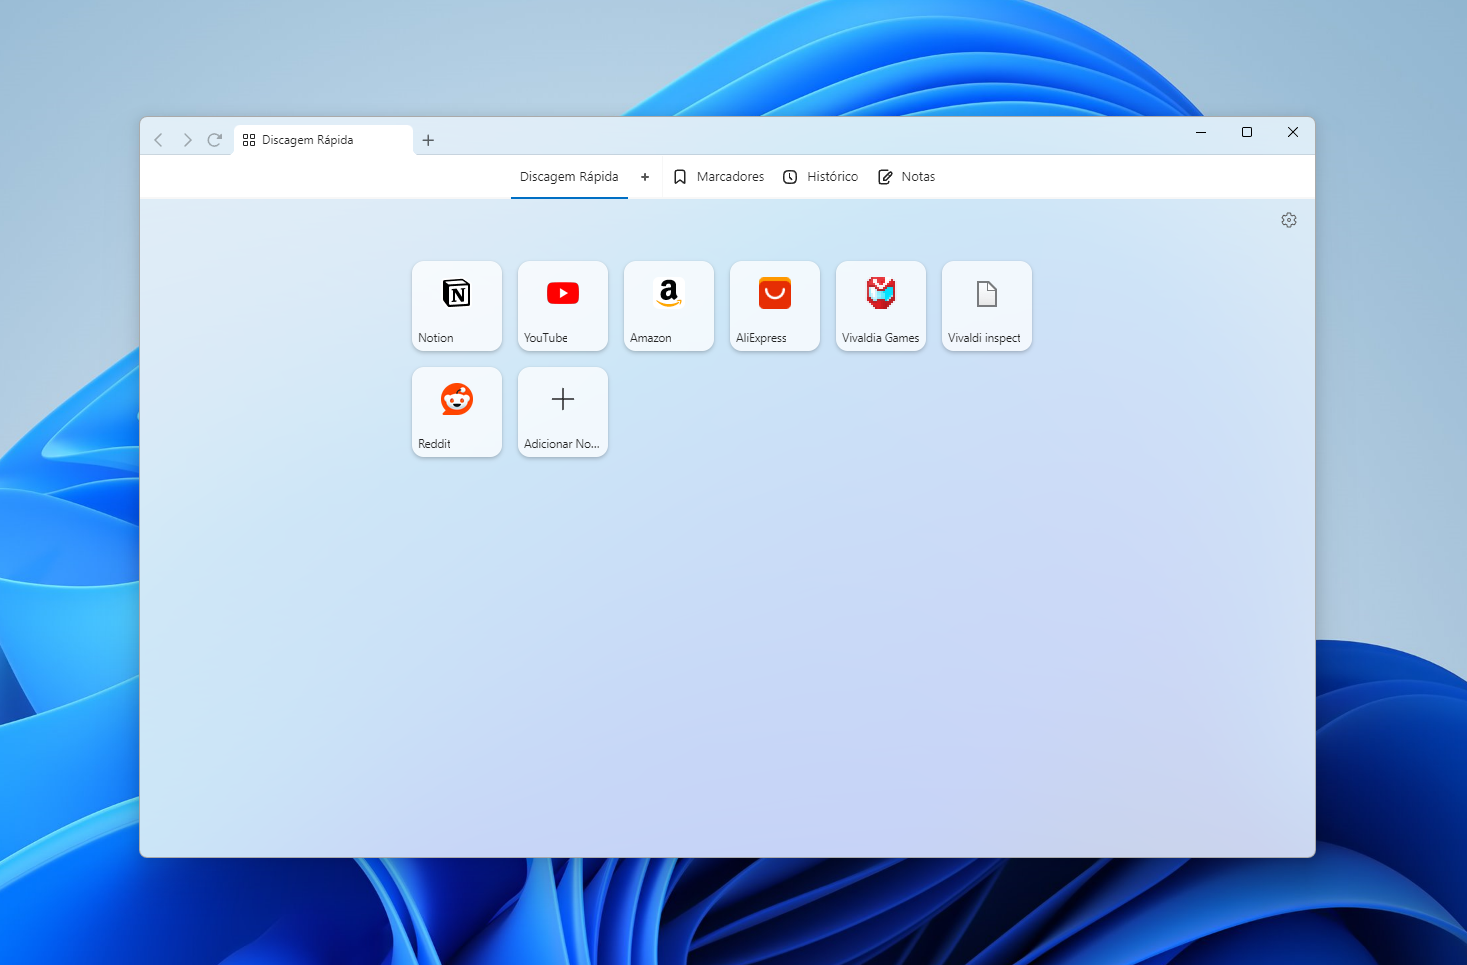 Discagem Rápida
Discagem Rápida Marcadores Histórico Notas
Notion YouTube Amazon AliExpress Vivaldia Games Vivaldi inspect
Reddit Adicionar No...